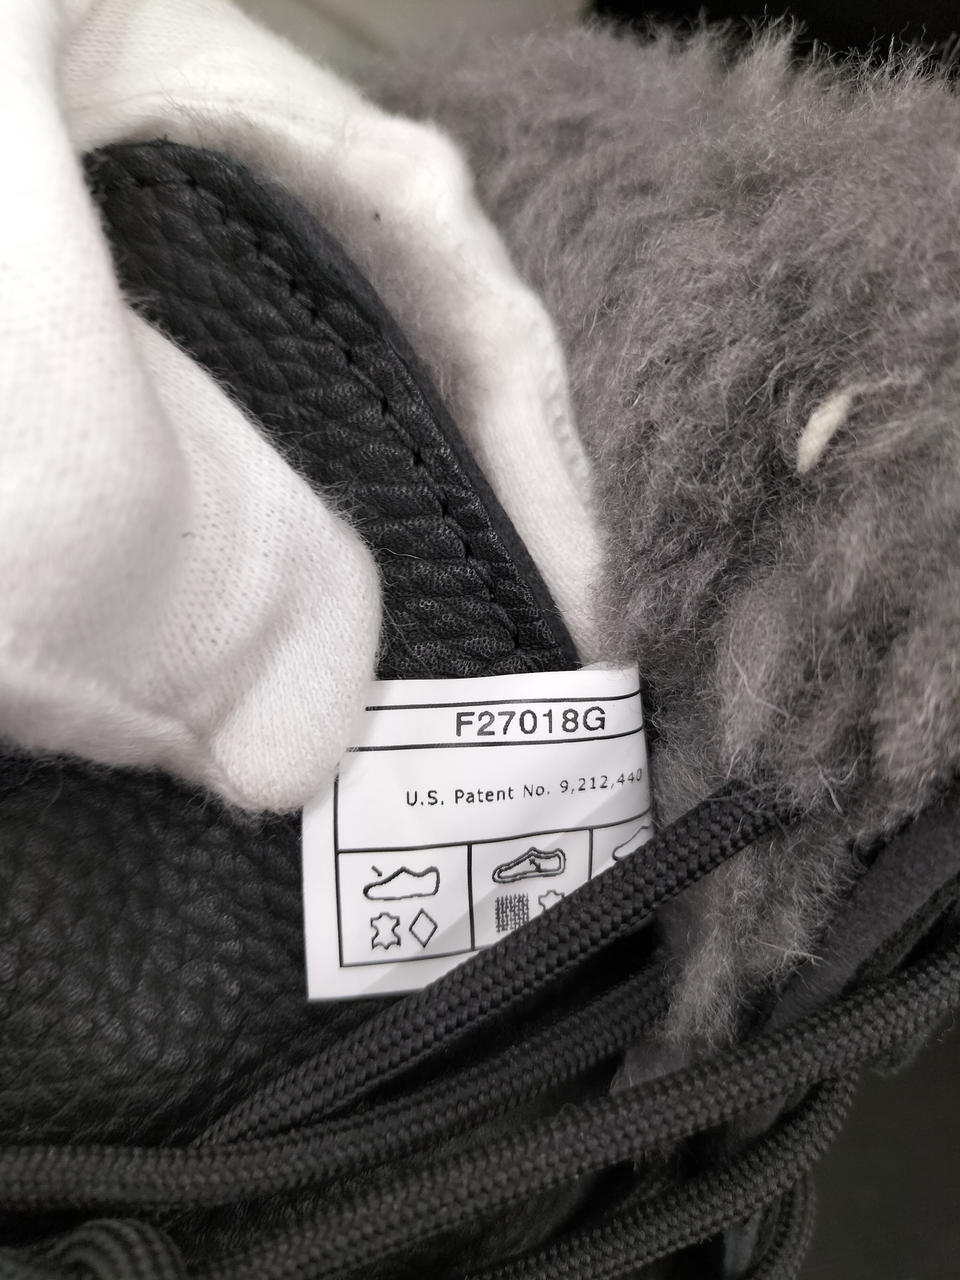 F27018G
U.S. Patent No. 9,212,440